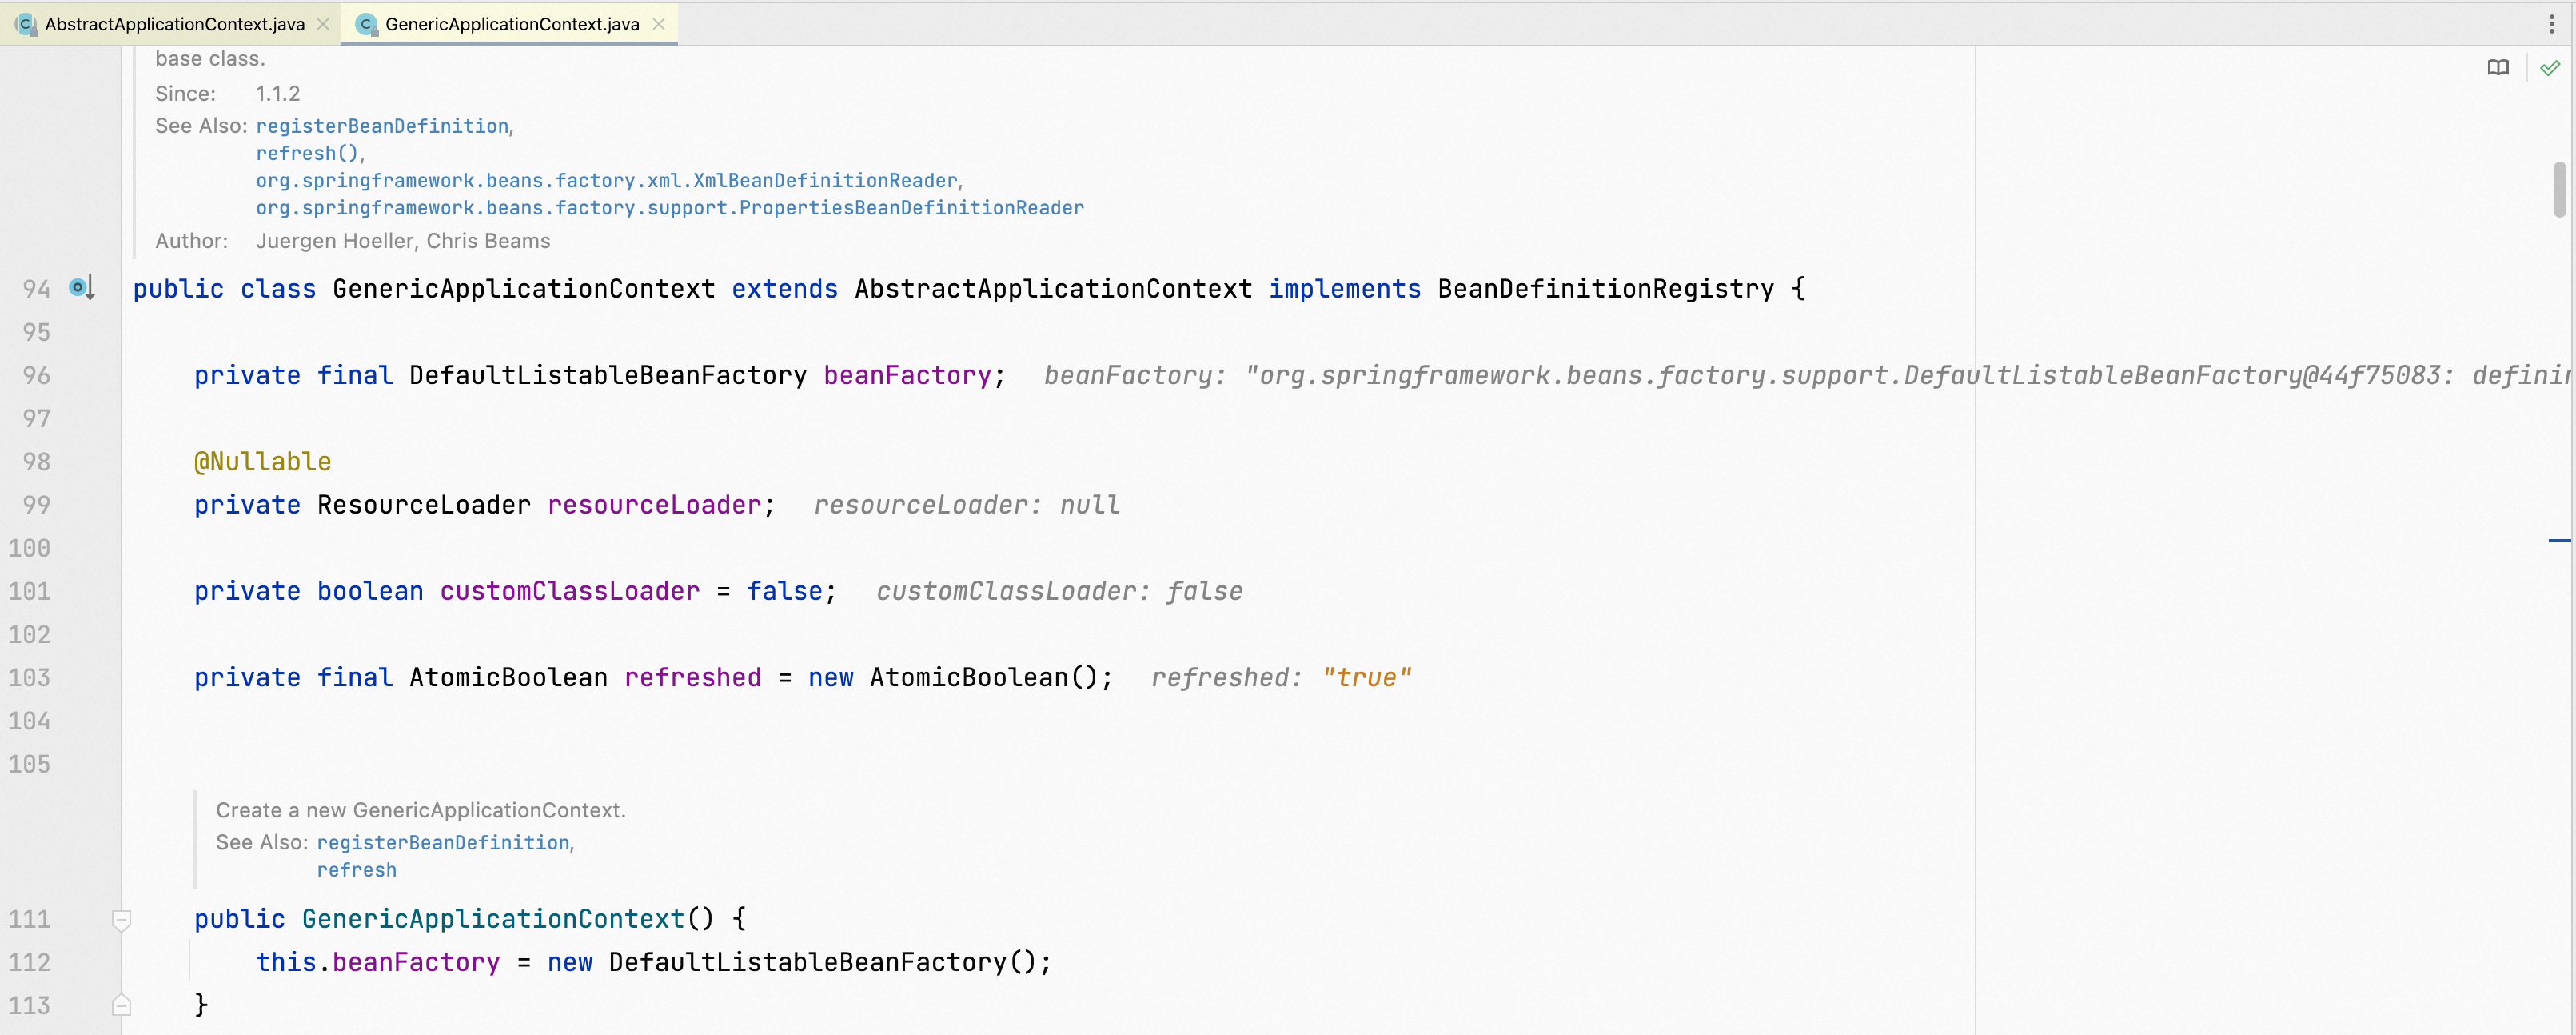 AbstractApplicationContext.java
GenericApplicationContext.java
base class.
Since: 1.1.2
See Also: registerBeanDefinition,
refresh(),
org.springframework.beans.factory.xml.XmlBeanDefinitionReader,
org.springframework.beans.factory.support.PropertiesBeanDefinitionReader
Author: Juergen Hoeller, Chris Beams
94 public class GenericApplicationContext extends AbstractApplicationContext implements BeanDefinitionRegistry {
95
96 private final DefaultListableBeanFactory beanFactory; beanFactory: "org.springframework.beans.factory.support.DefaultListableBeanFactory@44f75083: definin
97
98 @Nullable
99 private ResourceLoader resourceLoader; resourceLoader: null
100
101 private boolean customClassLoader = false; customClassLoader: false
102
103 private final AtomicBoolean refreshed = new AtomicBoolean(); refreshed: "true"
104
105
Create a new GenericApplicationContext.
See Also: registerBeanDefinition,
refresh
111 public GenericApplicationContext() {
112 this.beanFactory = new DefaultListableBeanFactory();
113 }